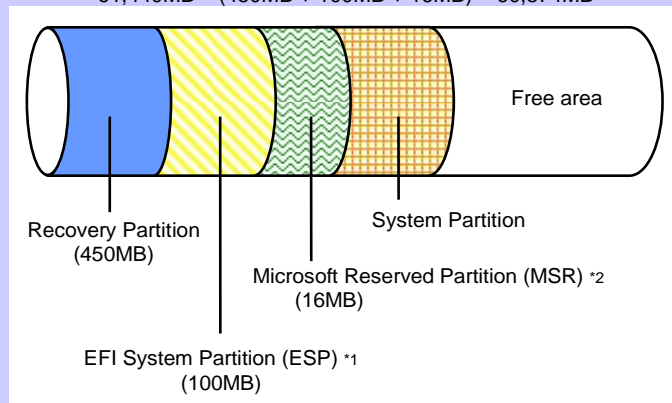 Free area
System Partition
Recovery Partition
(450MB)
Microsoft Reserved Partition (MSR) *2
(16MB)
EFI System Partition (ESP) *1
(100MB)